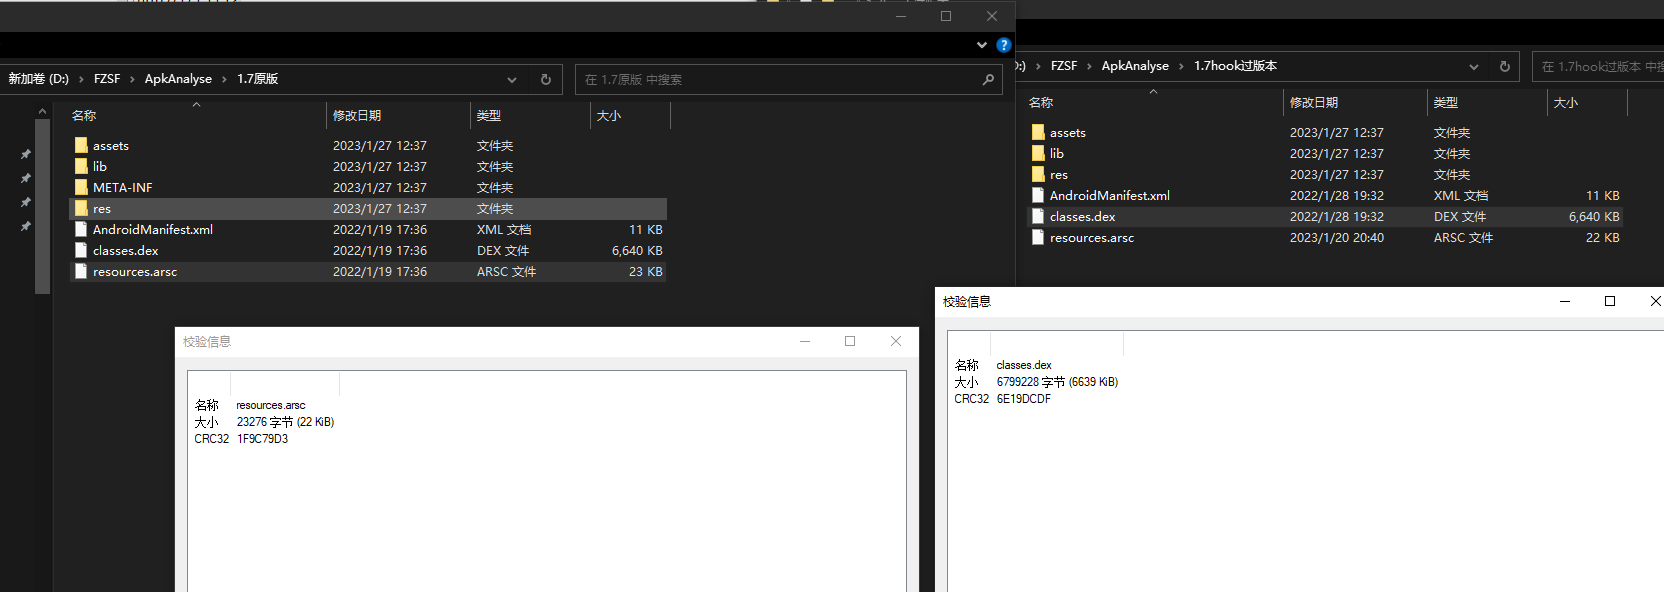 新加卷 (D:) › FZSF › ApkAnalyse › 1.7原版
在 1.7原版 中搜索
名称 修改日期 类型 大小
assets 2023/1/27 12:37 文件夹
lib 2023/1/27 12:37 文件夹
META-INF 2023/1/27 12:37 文件夹
res 2023/1/27 12:37 文件夹
AndroidManifest.xml 2022/1/19 17:36 XML 文档 11 KB
classes.dex 2022/1/19 17:36 DEX 文件 6,640 KB
resources.arsc 2022/1/19 17:36 ARSC 文件 23 KB
校验信息
名称 resources.arsc
大小 23276 字节 (22 KiB)
CRC32 1F9C79D3
:) › FZSF › ApkAnalyse › 1.7hook过版本
在 1.7hook过版本 中
名称 修改日期 类型 大小
assets 2023/1/27 12:37 文件夹
lib 2023/1/27 12:37 文件夹
res 2023/1/27 12:37 文件夹
AndroidManifest.xml 2022/1/28 19:32 XML 文档 11 KB
classes.dex 2022/1/28 19:32 DEX 文件 6,640 KB
resources.arsc 2023/1/20 20:40 ARSC 文件 22 KB
校验信息
名称 classes.dex
大小 6799228 字节 (6639 KiB)
CRC32 6E19DCDF